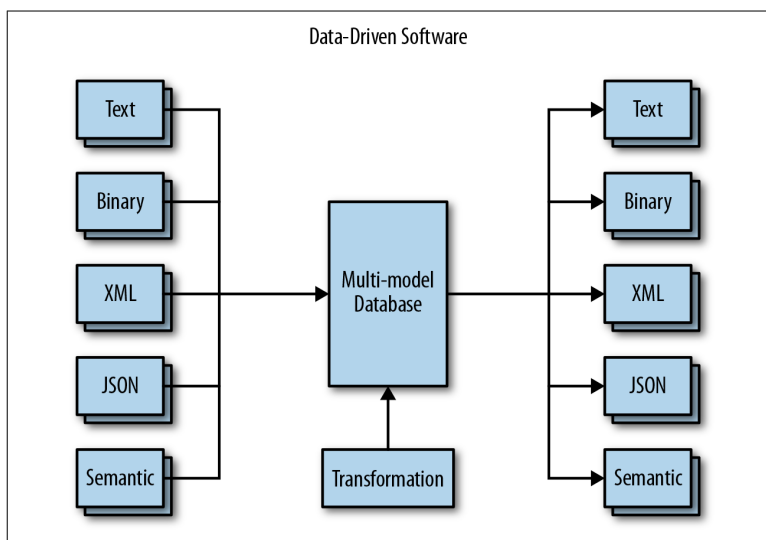 Data-Driven Software
Text
Binary
XML
JSON
Semantic
Multi-model
Database
Transformation
Text
Binary
XML
JSON
Semantic